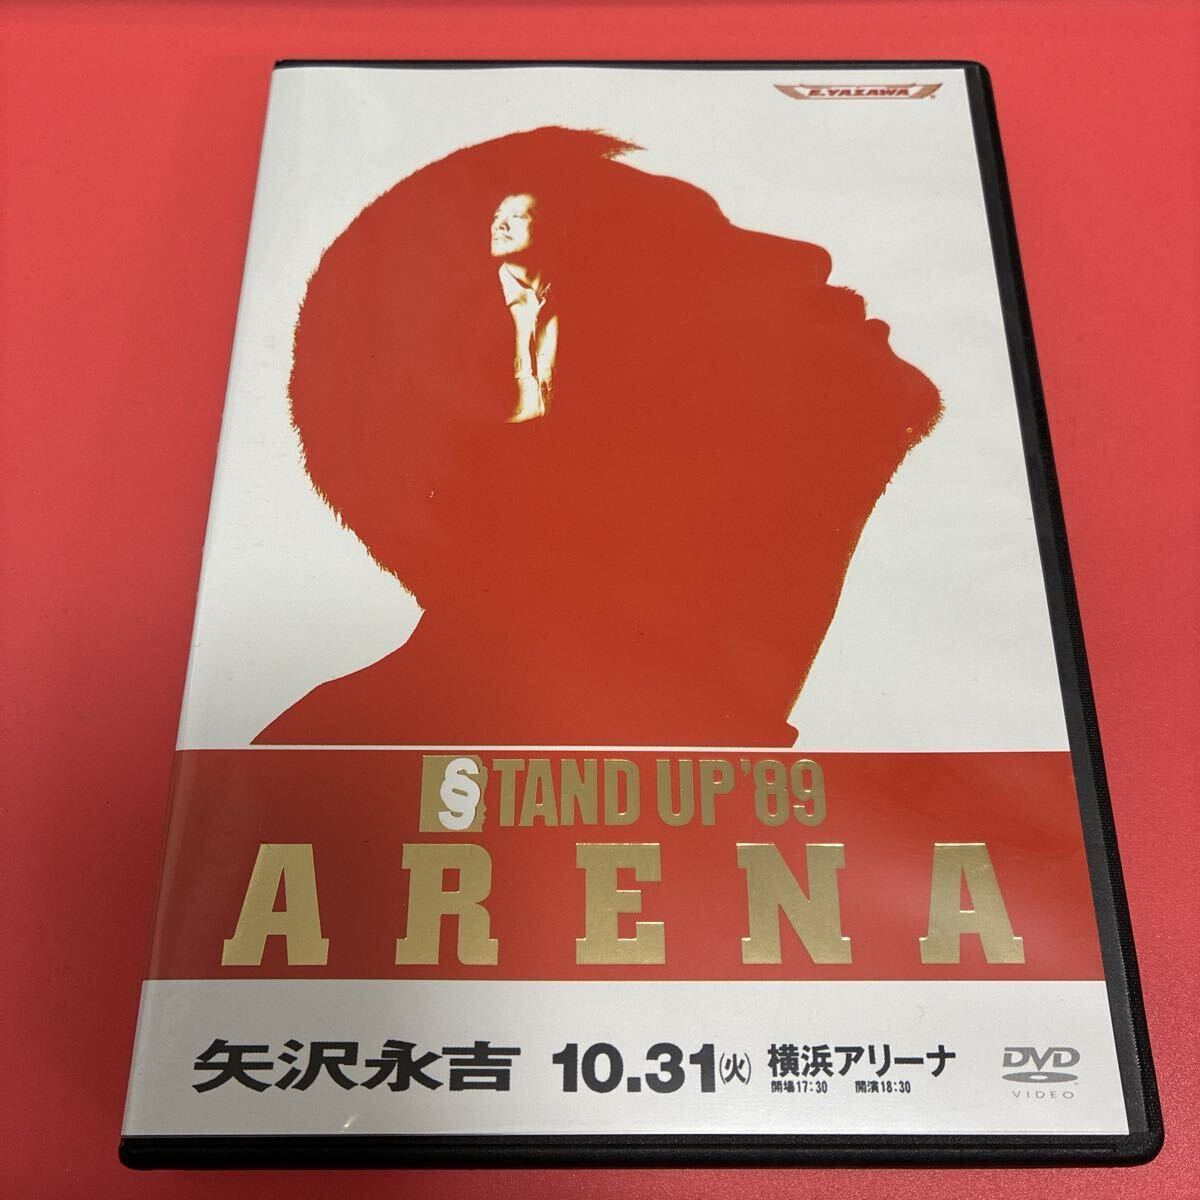 E.YAZAWA
STAND UP '89
ARENA
矢沢永吉 10.31(火) 横浜アリーナ
開場17:30 開演18:30
DVD
VIDEO